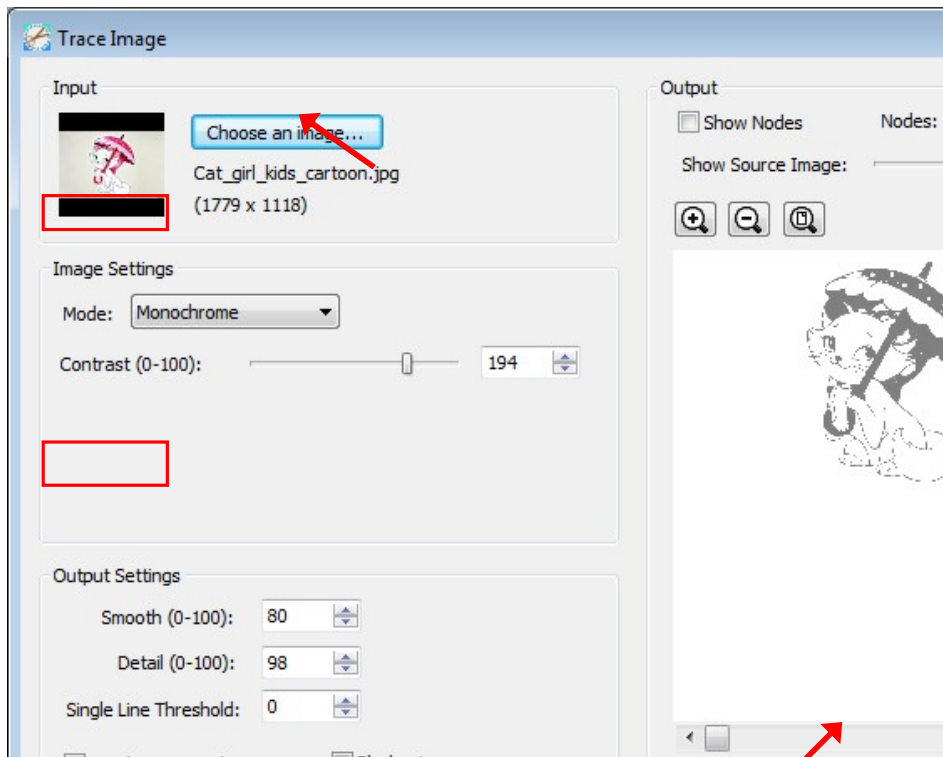 Trace Image
Input
Choose an image...
Cat_girl_kids_cartoon.jpg
(1779 x 1118)
Image Settings
Mode: Monochrome
Contrast (0-100): 194
Output Settings
Smooth (0-100): 80
Detail (0-100): 98
Single Line Threshold: 0
Output
Show Nodes Nodes:
Show Source Image: